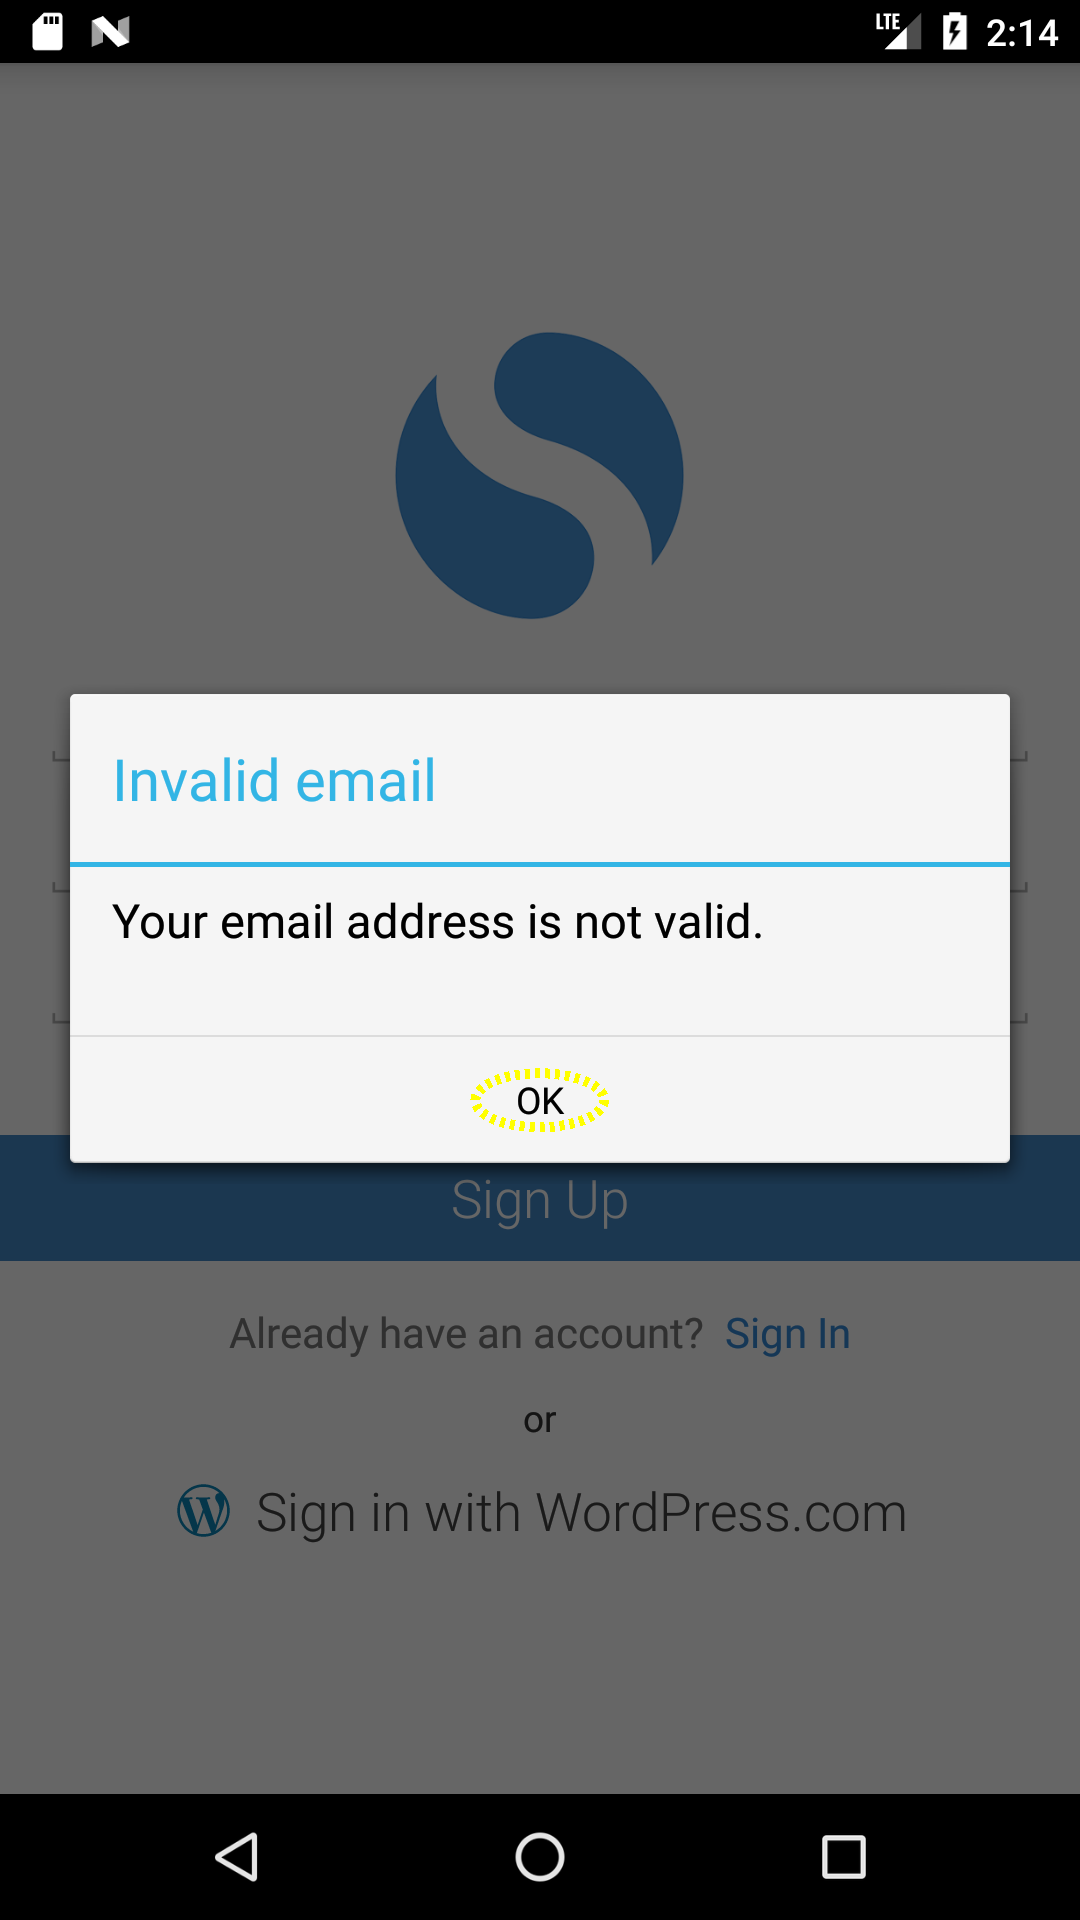 LTE 2:14
Invalid email
Your email address is not valid.
OK
Sign Up
Already have an account? Sign In
or
Sign in with WordPress.com